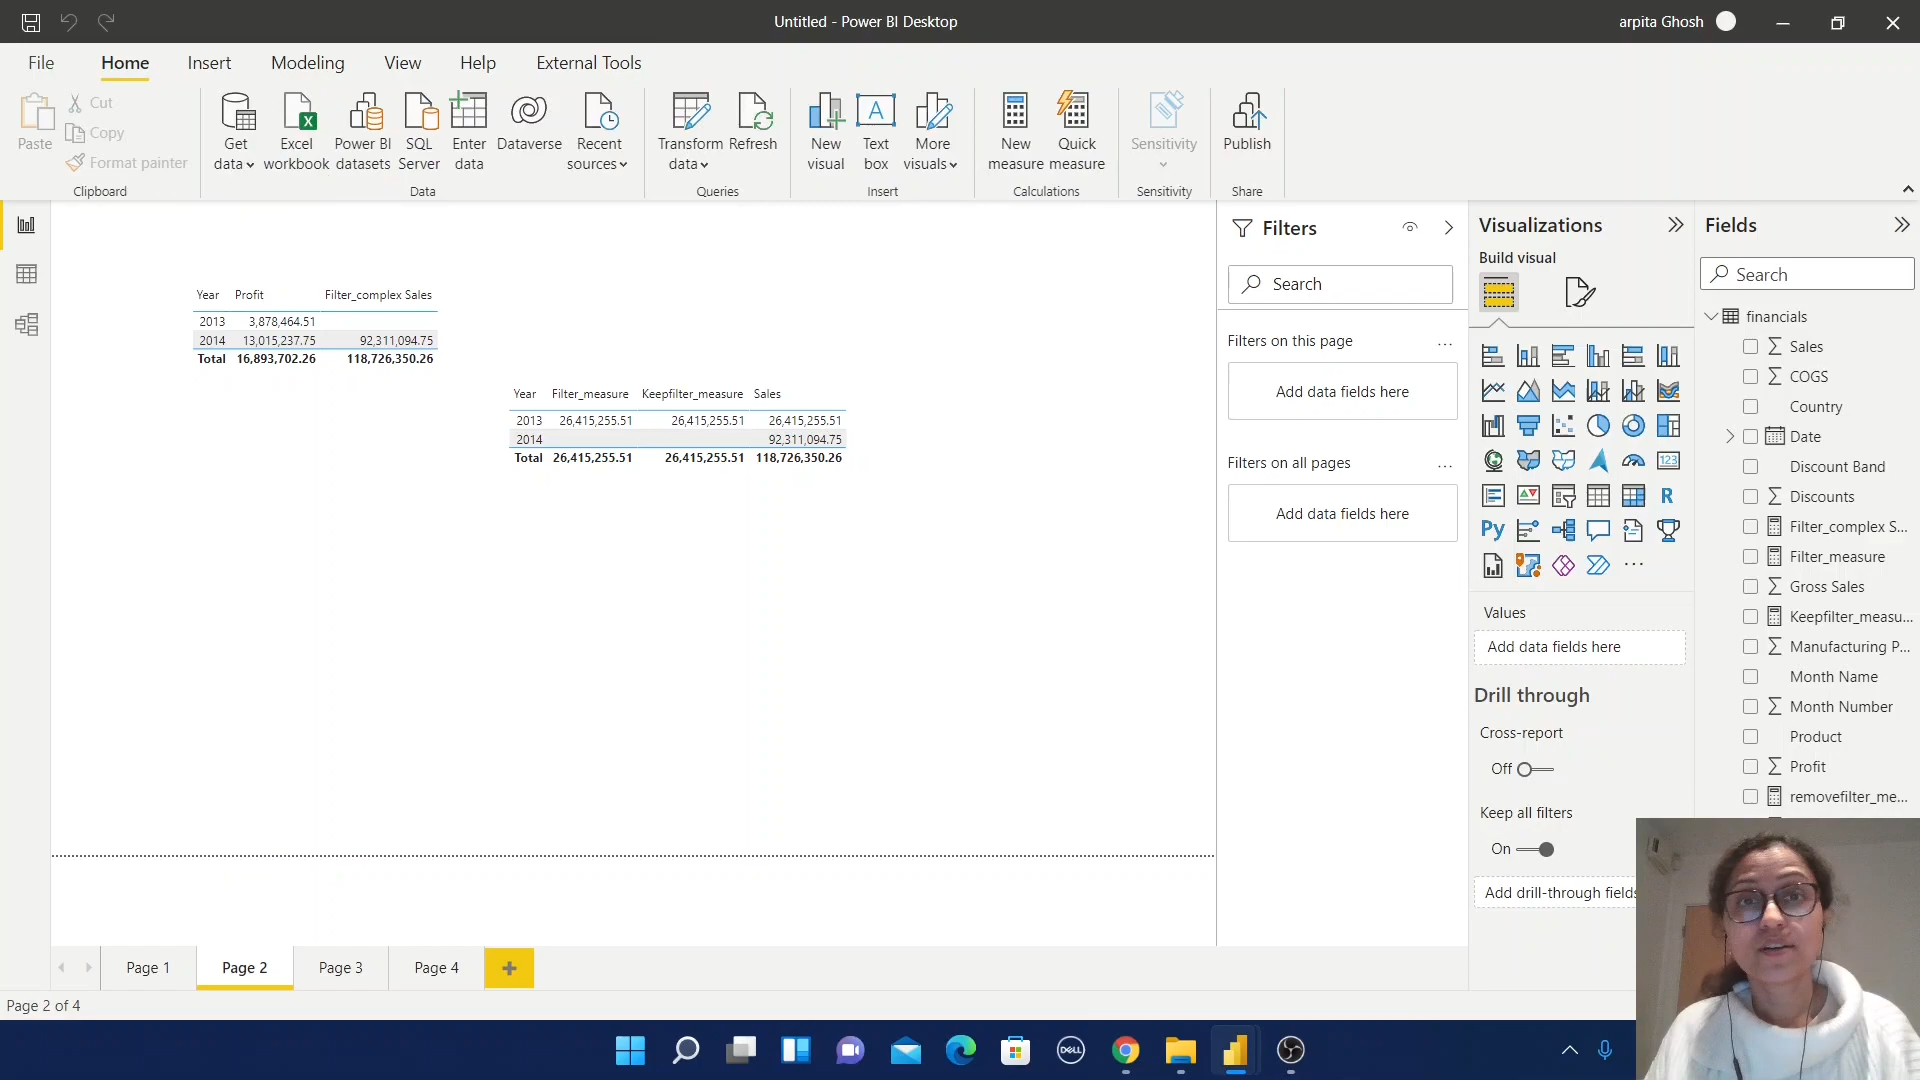 Untitled - Power BI Desktop
arpita Ghosh
File Home Insert Modeling View Help External Tools
Paste
Cut
Copy
Format painter
Clipboard
Get data
Excel workbook
Power BI datasets
SQL Server
Enter data
Dataverse
Recent sources
Data
Transform data
Refresh
Queries
New visual
Text box
More visuals
Insert
New measure
Quick measure
Calculations
Sensitivity
Sensitivity
Publish
Share
Year Profit Filter_complex Sales
2013 3,878,464.51
2014 13,015,237.75 92,311,094.75
Total 16,893,702.26 118,726,350.26
Year Filter_measure Keepfilter_measure Sales
2013 26,415,255.51 26,415,255.51 26,415,255.51
2014 92,311,094.75
Total 26,415,255.51 26,415,255.51 118,726,350.26
Filters
Search
Filters on this page ...
Add data fields here
Filters on all pages ...
Add data fields here
Visualizations
Build visual
123
R
Py
...
Values
Add data fields here
Drill through
Cross-report
Off
Keep all filters
On
Add drill-through fields
Fields
Search
financials
Sales
COGS
Country
Date
Discount Band
Discounts
Filter_complex S...
Filter_measure
Gross Sales
Keepfilter_measu...
Manufacturing P...
Month Name
Month Number
Product
Profit
removefilter_me...
Page 1 Page 2 Page 3 Page 4 +
Page 2 of 4
DELL